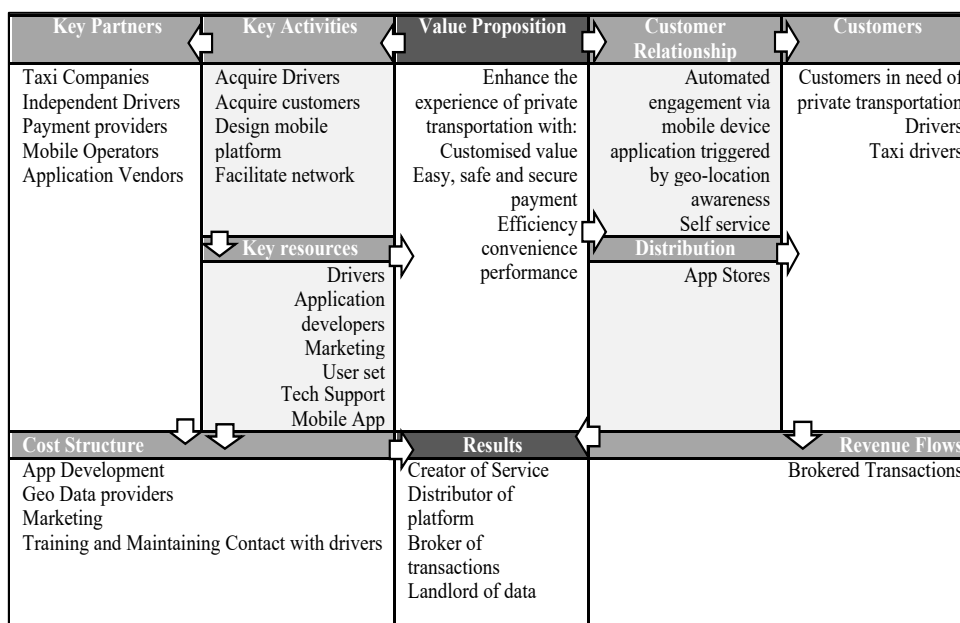 Key Partners
Key Activities
Value Proposition
Customer
Relationship
Customers
Taxi Companies
Independent Drivers
Payment providers
Mobile Operators
Application Vendors
Acquire Drivers
Acquire customers
Design mobile
platform
Facilitate network
Key resources
Drivers
Application
developers
Marketing
User set
Tech Support
Mobile App
Enhance the
experience of private
transportation with:
Customised value
Easy, safe and secure
payment
Efficiency
convenience
performance
Automated
engagement via
mobile device
application triggered
by geo-location
awareness
Self service
Distribution
App Stores
Customers in need of
private transportation
Drivers
Taxi drivers
Cost Structure
App Development
Geo Data providers
Marketing
Training and Maintaining Contact with drivers
Results
Creator of Service
Distributor of
platform
Broker of
transactions
Landlord of data
Revenue Flows
Brokered Transactions